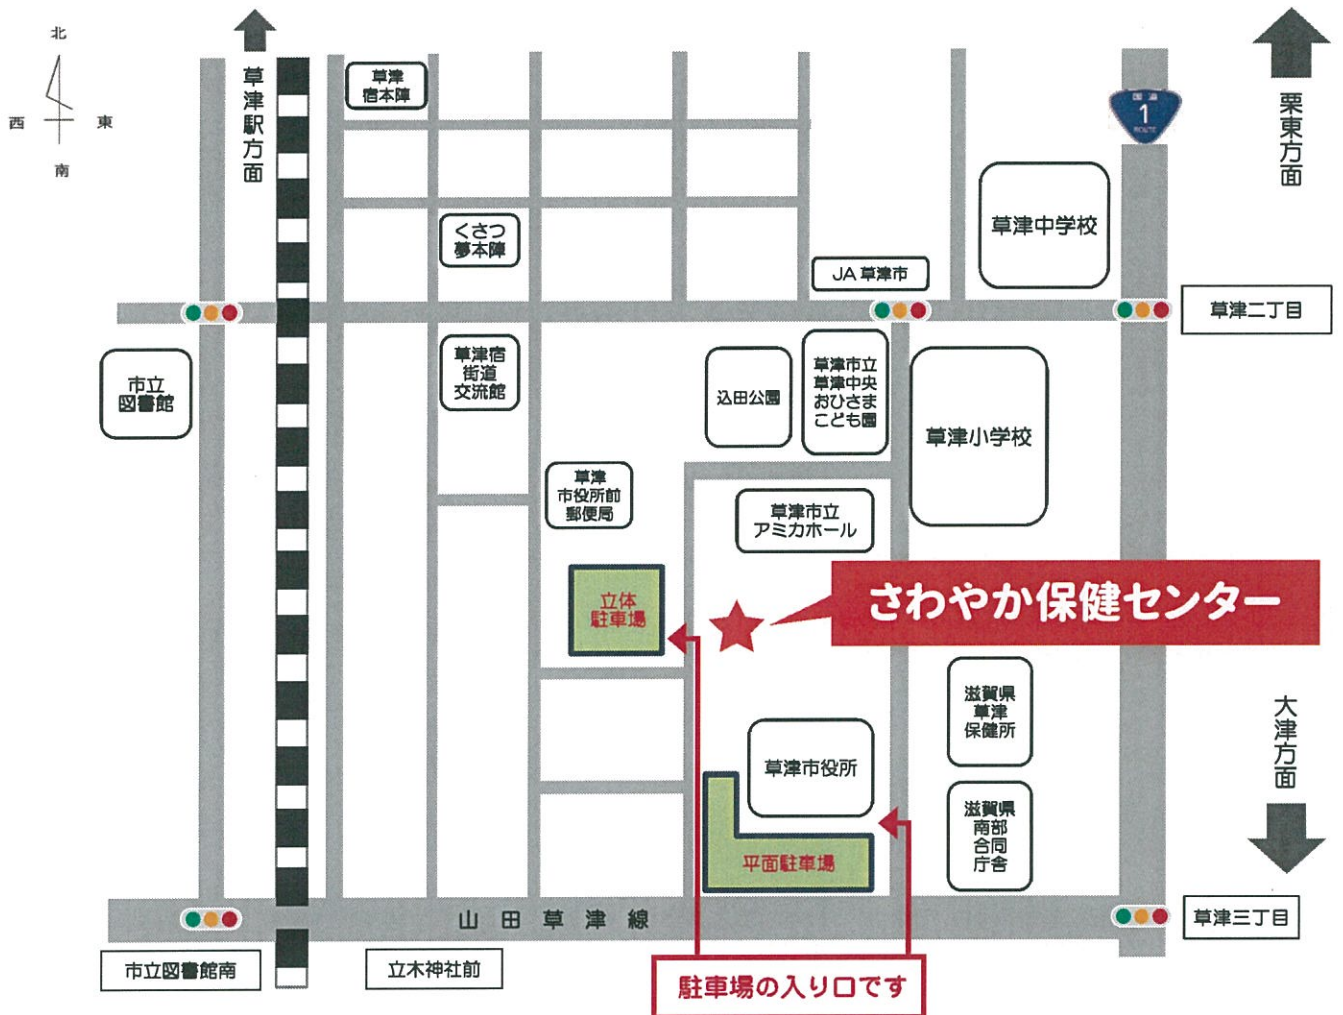 北
西
東
南
草津駅方面
草津
宿本陣
国道
1
ROUTE
栗東方面
草津中学校
くさつ
夢本陣
JA 草津市
草津二丁目
市立
図書館
草津宿
街道
交流館
込田公園
草津市立
草津中央
おひさま
こども園
草津小学校
草津
市役所前
郵便局
草津市立
アミカホール
立体
駐車場
さわやか保健センター
滋賀県
草津
保健所
大津方面
草津市役所
滋賀県
南部
合同
庁舎
平面駐車場
山田草津線
草津三丁目
市立図書館南
立木神社前
駐車場の入り口です